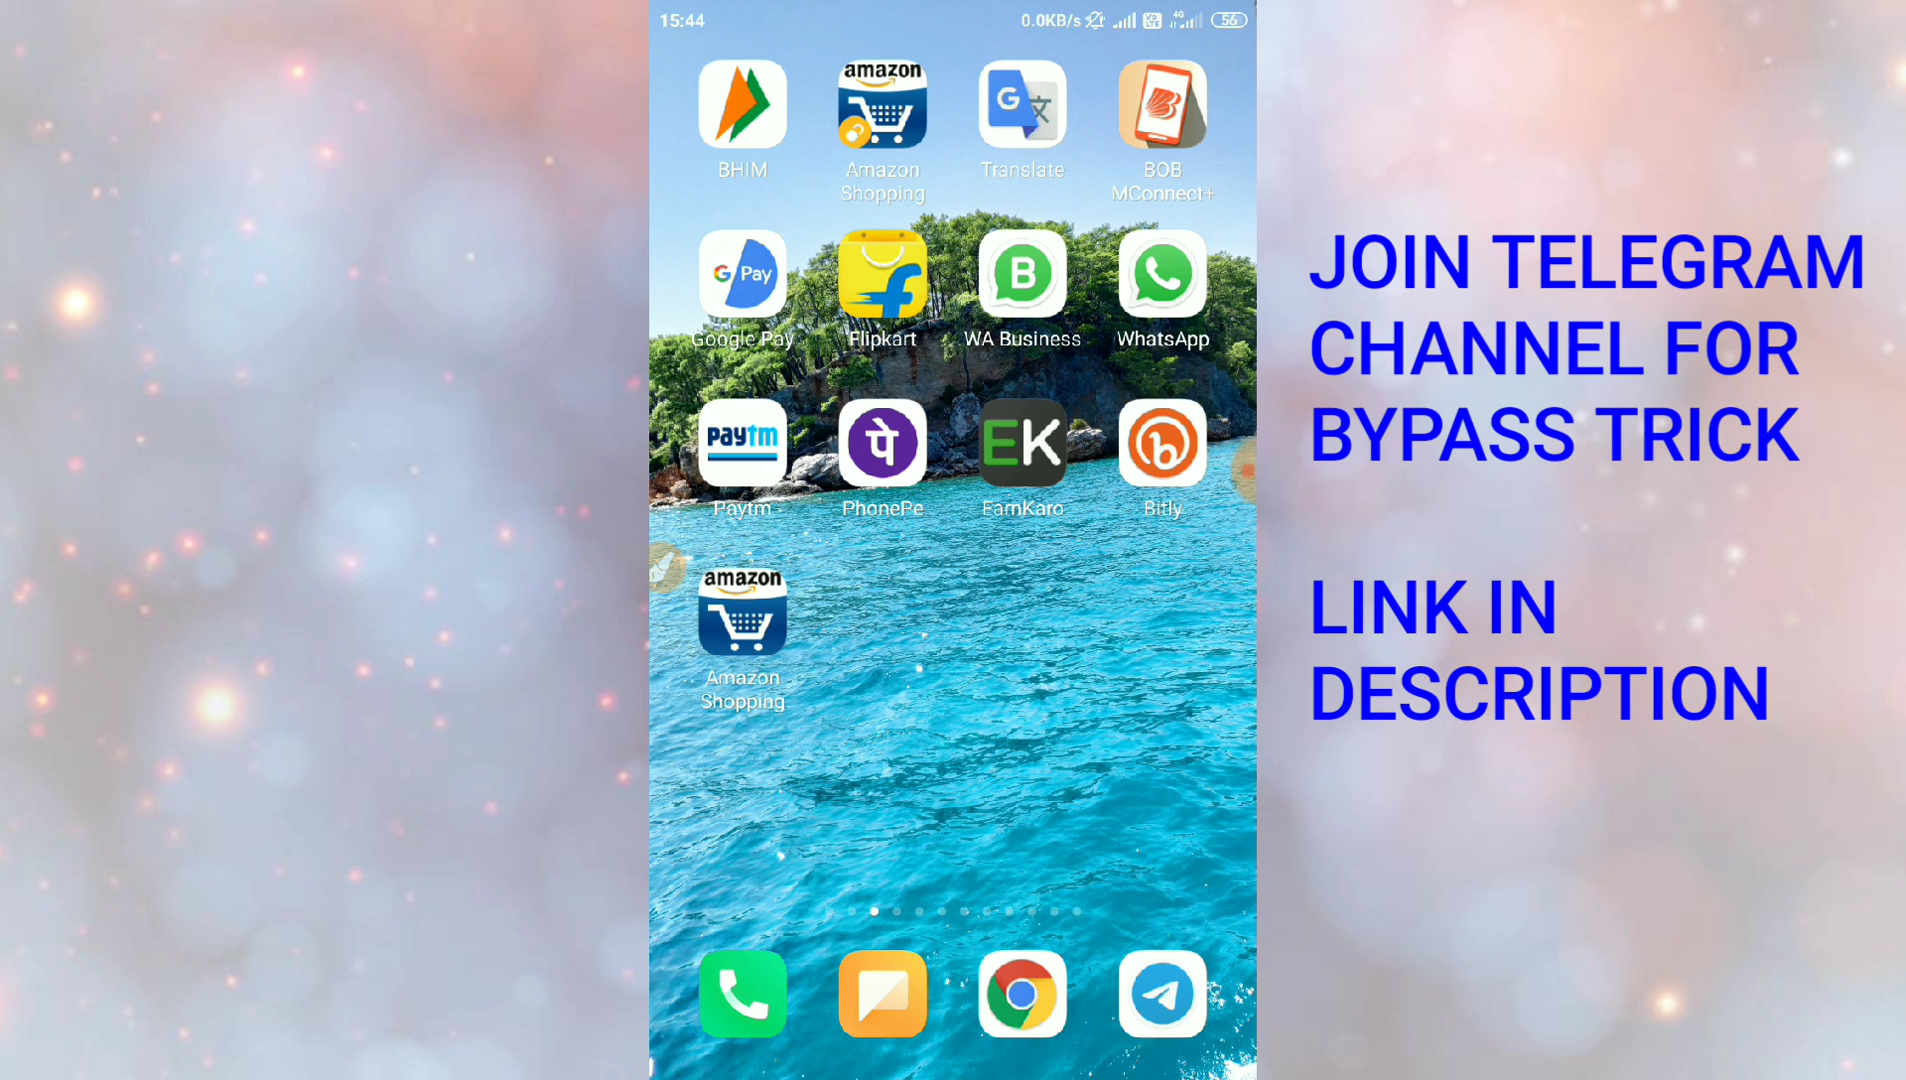 15:44
0.0KB/s 4G 56
BHIM
amazon
Amazon
Shopping
G
Translate
BOB
MConnect+
G Pay
Google Pay
f
Flipkart
B
WA Business
WhatsApp
paytm
Paytm
पे
PhonePe
EK
EarnKaro
b
Bitly
amazon
Amazon
Shopping
JOIN TELEGRAM
CHANNEL FOR
BYPASS TRICK
LINK IN
DESCRIPTION